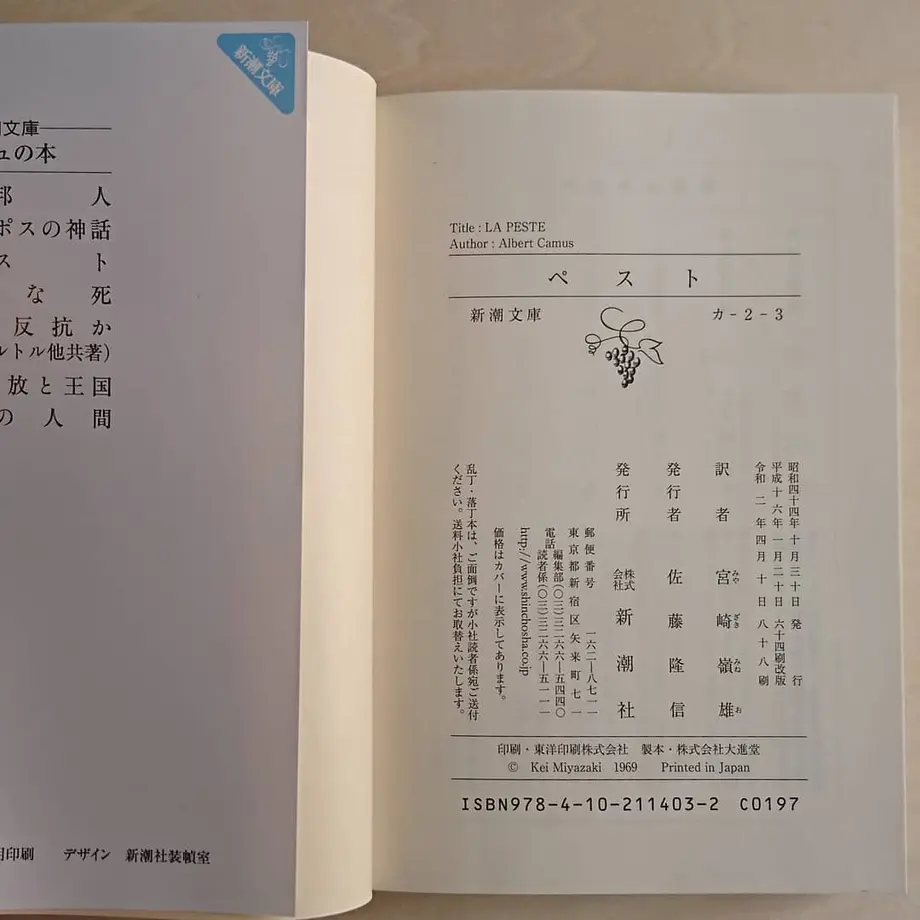 新潮文庫
文庫
ュの本
邦人
ポスの神話
スト
な死
反抗か
ルトル他共著)
放と王国
の人間
印刷 デザイン 新潮社装幀室
Title : LA PESTE
Author : Albert Camus
ペスト
新潮文庫 カ-2-3
昭和四十四年十月三十日発行
平成十六年一月二十日六十四刷改版
令和二年四月十日八十八刷
訳者 宮崎嶺雄
みや ざき みね お
発行者 佐藤隆信
発行所 株式会社 新潮社
郵便番号 一六二―八七一一
東京都新宿区矢来町七一
電話 編集部(〇三)三二六六―五四四〇
読者係(〇三)三二六六―五一一一
http://www.shinchosha.co.jp
価格はカバーに表示してあります。
乱丁・落丁本は、ご面倒ですが小社読者係宛ご送付
ください。送料小社負担にてお取替えいたします。
印刷・東洋印刷株式会社 製本・株式会社大進堂
© Kei Miyazaki 1969 Printed in Japan
ISBN978-4-10-211403-2 C0197